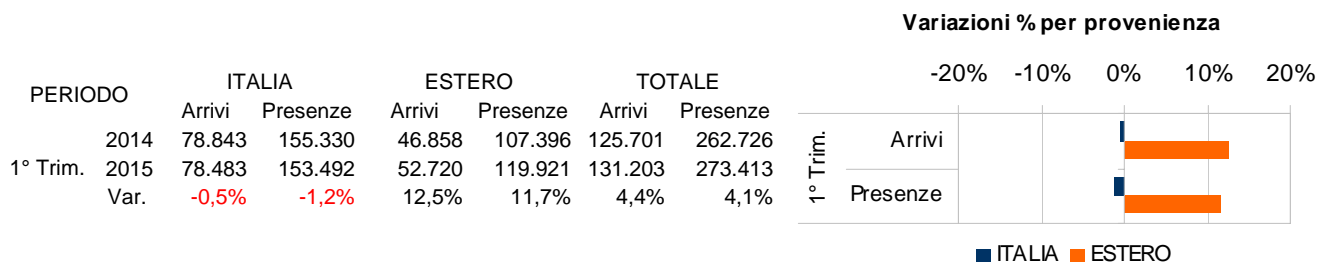 Variazioni % per provenienza
PERIODO ITALIA ESTERO TOTALE
Arrivi Presenze Arrivi Presenze Arrivi Presenze
2014 78.843 155.330 46.858 107.396 125.701 262.726
1° Trim. 2015 78.483 153.492 52.720 119.921 131.203 273.413
Var. -0,5% -1,2% 12,5% 11,7% 4,4% 4,1%
-20% -10% 0% 10% 20%
1° Trim.
Arrivi
Presenze
ITALIA ESTERO